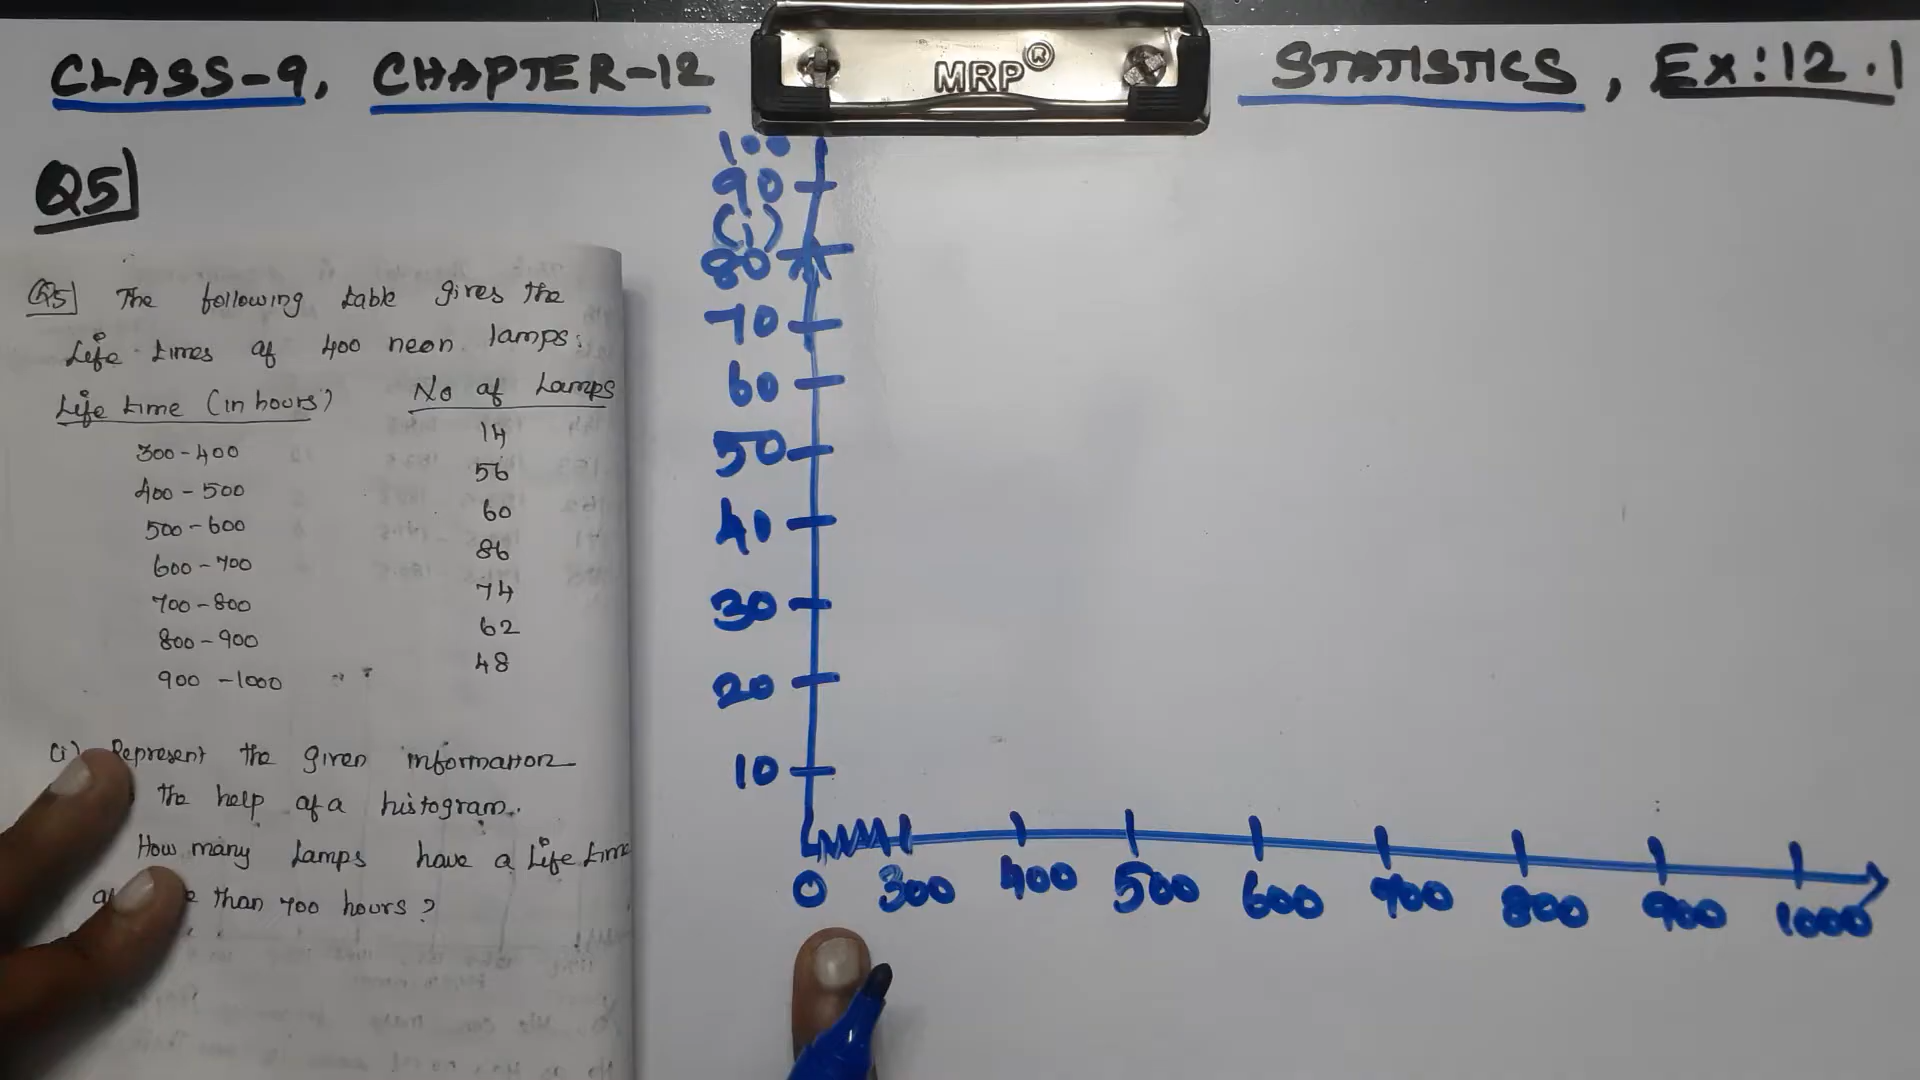 CLASS-9, CHAPTER-12
MRP®
STATISTICS, Ex:12.1
Q5
Q5 The following table gives the
Life times of 400 neon lamps:
Life time (in hours) No of Lamps
300-400 14
400-500 56
500-600 60
600-700 86
700-800 74
800-900 62
900-1000 48
(i) Represent the given information
the help of a histogram.
How many Lamps have a Life time
than 700 hours?
100
90
(i)
80
70
60
50
40
30
20
10
0 300 400 500 600 700 800 900 1000